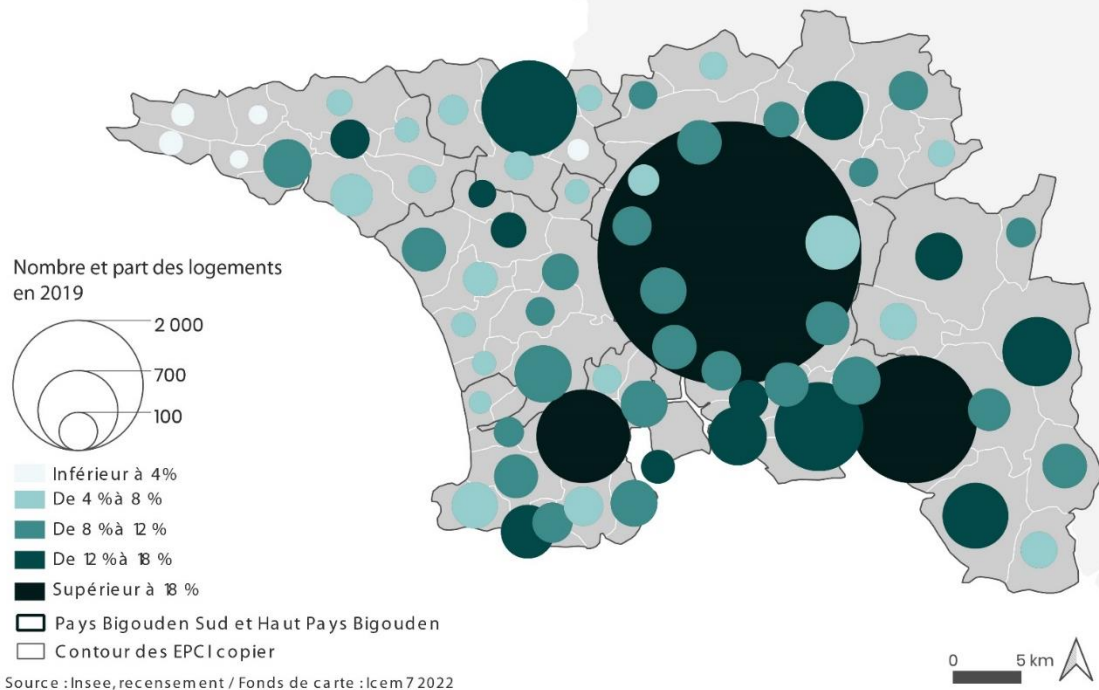 Nombre et part des logements
en 2019
2 000
700
100
Inférieur à 4%
De 4 %à 8 %
De 8 %à 12 %
De 12 %à 18 %
Supérieur à 18 %
Pays Bigouden Sud et Haut Pays Bigouden
Contour des EPCI copier
Source : Insee, recensement / Fonds de carte : Icem7 2022
0 5 km